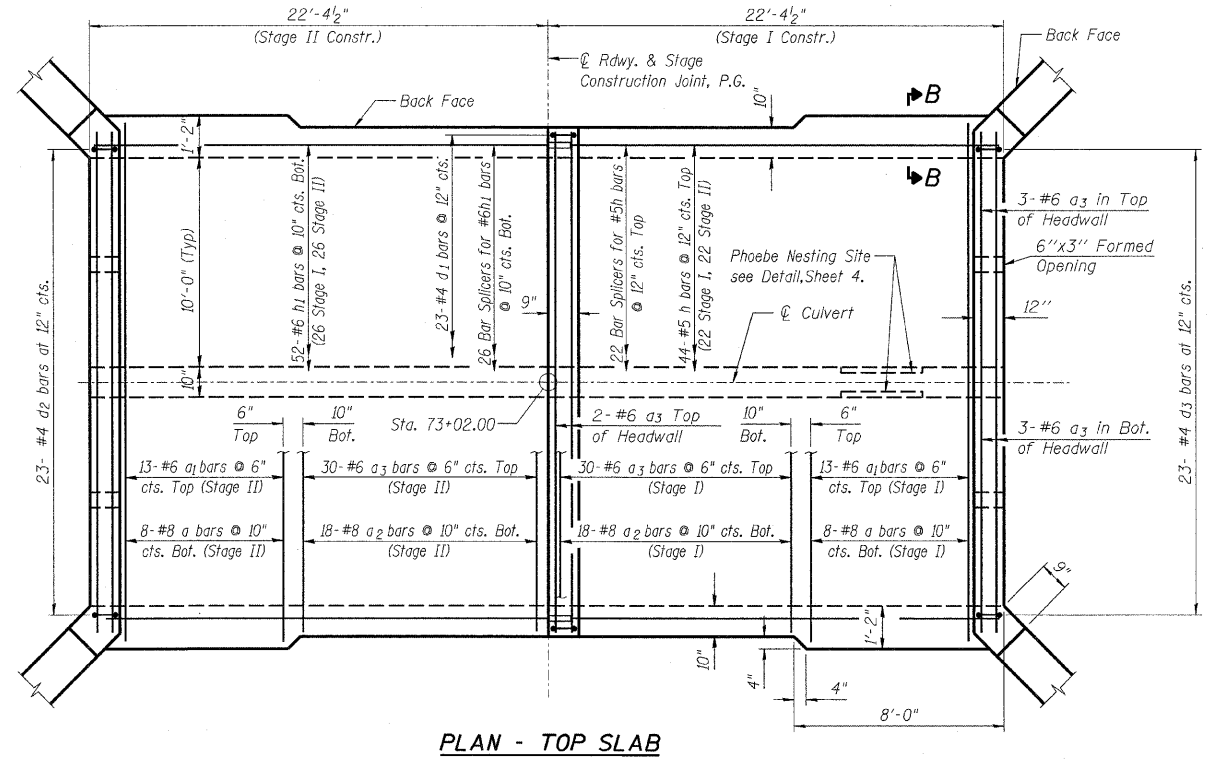 22'-4½"
(Stage II Constr.)
22'-4½"
(Stage I Constr.)
Back Face
℄ Rdwy. & Stage
Construction Joint, P.G.
Back Face
10"
B
B
1'-2"
10'-0" (Typ)
10"
23- #4 d2 bars at 12" cts.
52-#6 h1 bars @ 10" cts. Bot.
(26 Stage I, 26 Stage II)
23-#4 d1 bars @ 12" cts.
26 Bar Splicers for #6h1 bars
@ 10" cts. Bot.
9"
22 Bar Splicers for #5h bars
@ 12" cts. Top
44-#5 h bars @ 12" cts. Top
(22 Stage I, 22 Stage II)
Phoebe Nesting Site
see Detail,Sheet 4.
℄ Culvert
3-#6 a3 in Top
of Headwall
6"x3" Formed
Opening
12"
23- #4 d3 bars at 12" cts.
Sta. 73+02.00
2-#6 a3 Top
of Headwall
3-#6 a3 in Bot.
of Headwall
6"
Top
10"
Bot.
10"
Bot.
6"
Top
13-#6 a1 bars @ 6"
cts. Top (Stage II)
30-#6 a3 bars @ 6" cts. Top
(Stage II)
30-#6 a3 bars @ 6" cts. Top
(Stage I)
13-#6 a1 bars @ 6"
cts. Top (Stage I)
8-#8 a bars @ 10"
cts. Bot. (Stage II)
18-#8 a2 bars @ 10" cts. Bot.
(Stage II)
18-#8 a2 bars @ 10" cts. Bot.
(Stage I)
8-#8 a bars @ 10"
cts. Bot. (Stage I)
9"
1'-2"
10"
4"
4"
8'-0"
PLAN - TOP SLAB